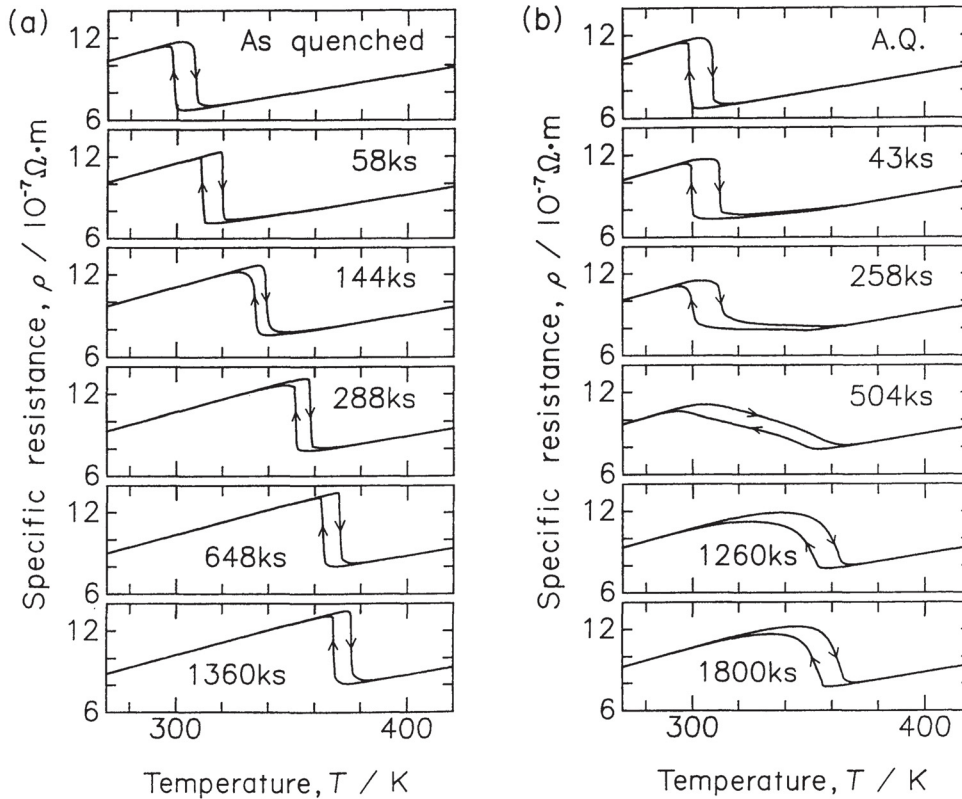 (a)
Specific resistance, ρ / 10⁻⁷Ω·m
12
As quenched
6
12
58ks
6
12
144ks
6
12
288ks
6
12
648ks
6
12
1360ks
6
300
400
Temperature, T / K
(b)
Specific resistance, ρ / 10⁻⁷Ω·m
12
A.Q.
6
12
43ks
6
12
258ks
6
12
504ks
6
12
1260ks
6
12
1800ks
6
300
400
Temperature, T / K